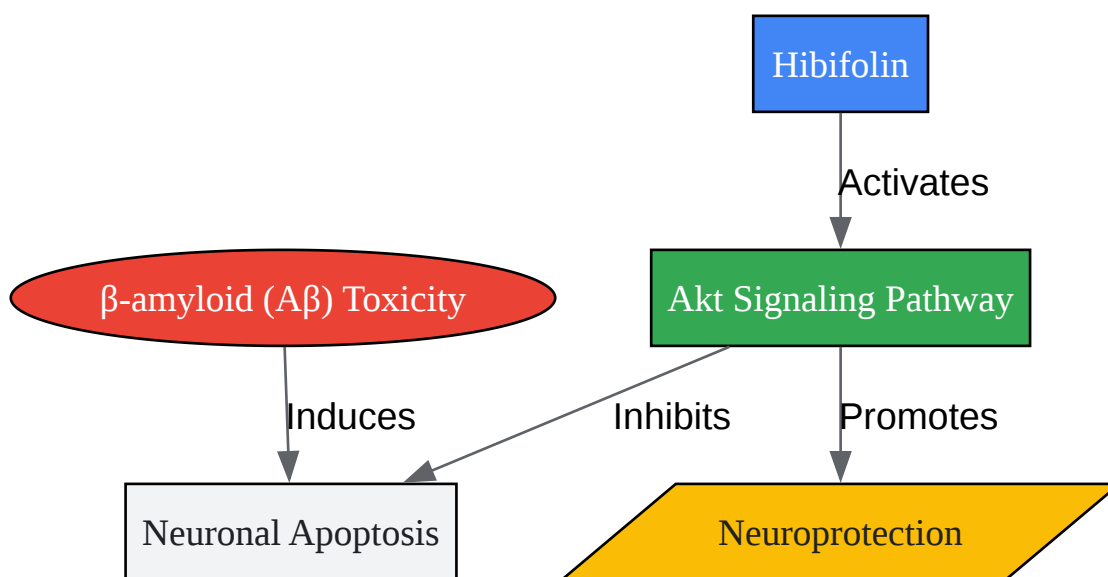 Hibifolin
Activates
β-amyloid (Aβ) Toxicity
Akt Signaling Pathway
Induces
Inhibits
Promotes
Neuronal Apoptosis
Neuroprotection